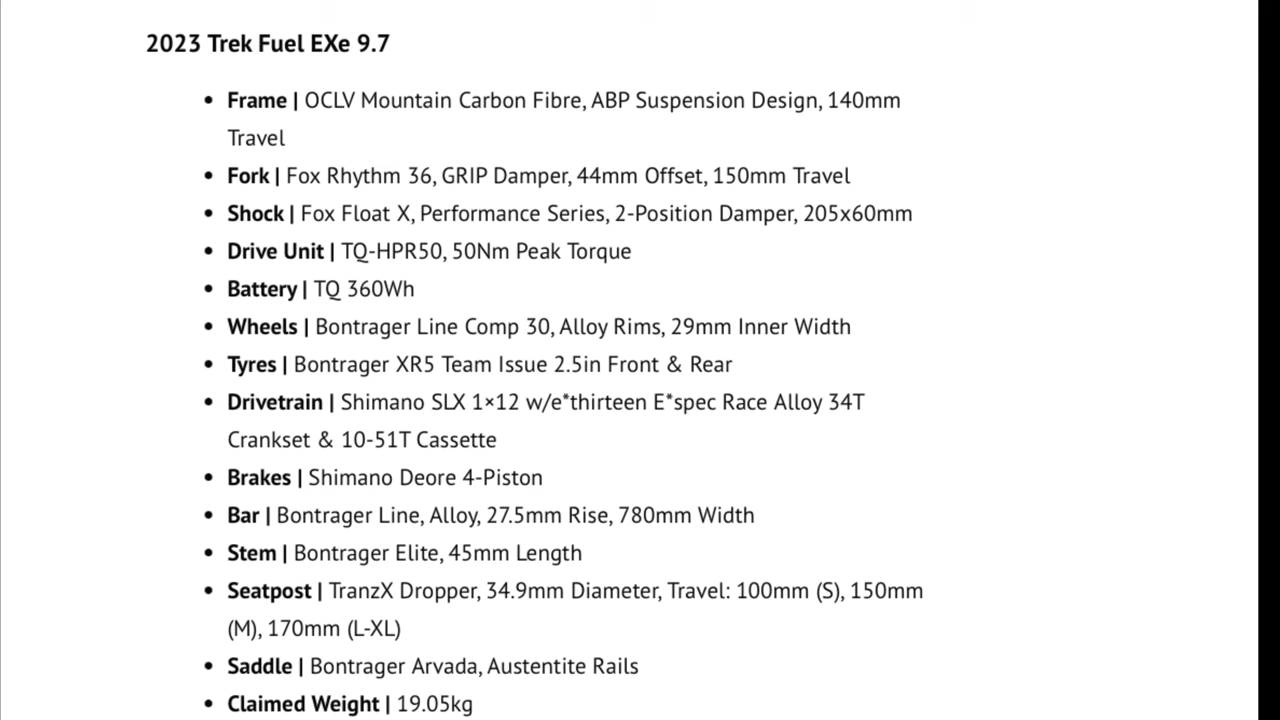 2023 Trek Fuel EXe 9.7
• Frame | OCLV Mountain Carbon Fibre, ABP Suspension Design, 140mm
Travel
• Fork | Fox Rhythm 36, GRIP Damper, 44mm Offset, 150mm Travel
• Shock | Fox Float X, Performance Series, 2-Position Damper, 205x60mm
• Drive Unit | TQ-HPR50, 50Nm Peak Torque
• Battery | TQ 360Wh
• Wheels | Bontrager Line Comp 30, Alloy Rims, 29mm Inner Width
• Tyres | Bontrager XR5 Team Issue 2.5in Front & Rear
• Drivetrain | Shimano SLX 1×12 w/e*thirteen E*spec Race Alloy 34T
Crankset & 10-51T Cassette
• Brakes | Shimano Deore 4-Piston
• Bar | Bontrager Line, Alloy, 27.5mm Rise, 780mm Width
• Stem | Bontrager Elite, 45mm Length
• Seatpost | TranzX Dropper, 34.9mm Diameter, Travel: 100mm (S), 150mm
(M), 170mm (L-XL)
• Saddle | Bontrager Arvada, Austentite Rails
• Claimed Weight | 19.05kg